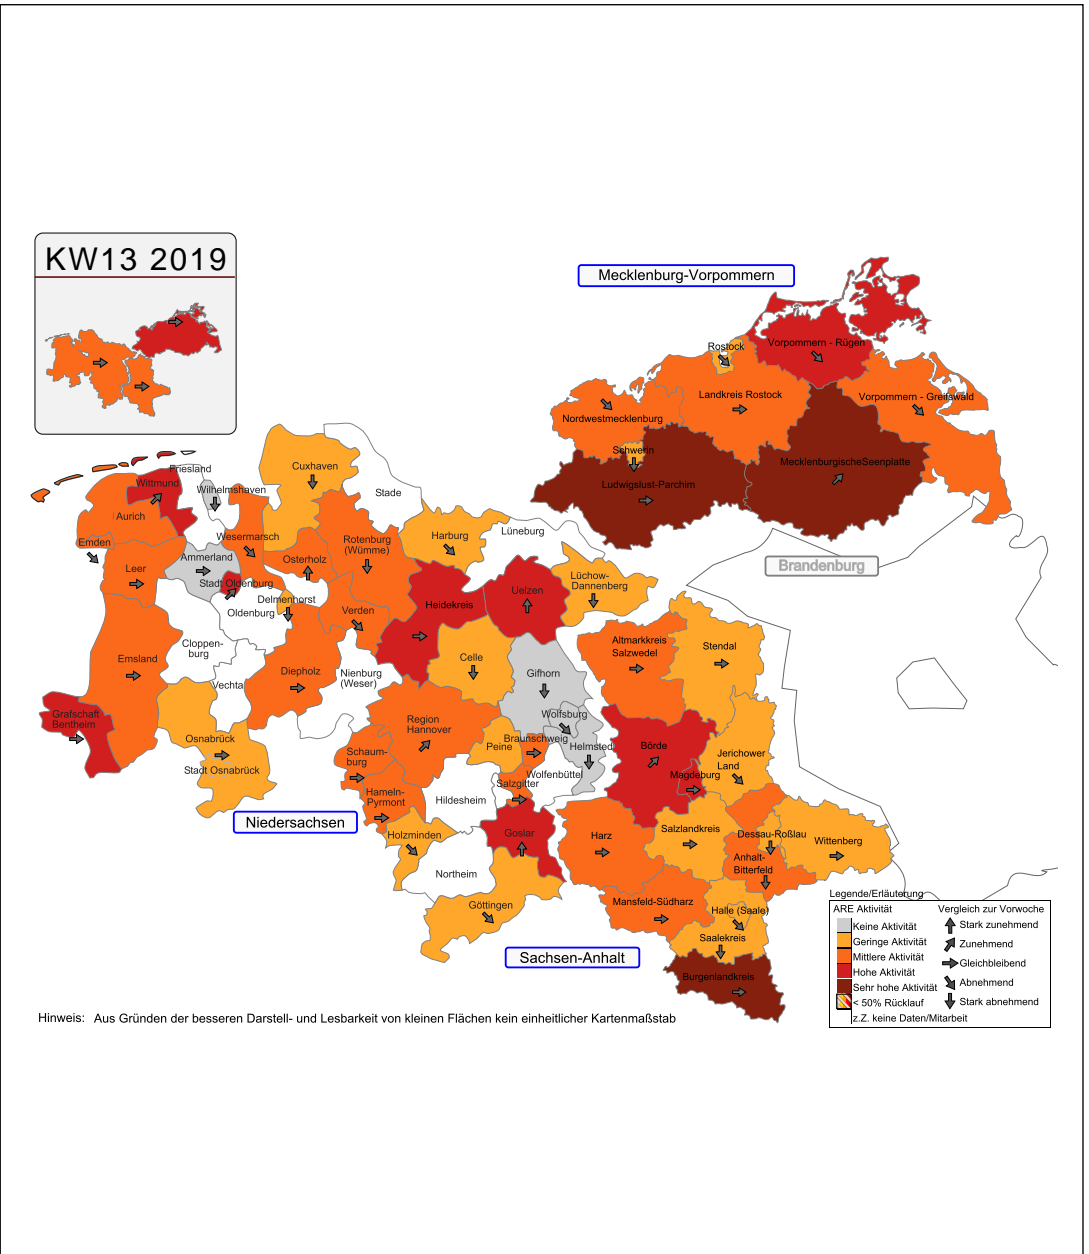 KW13 2019
Mecklenburg-Vorpommern
Rostock
Vorpommern - Rügen
Landkreis Rostock
Vorpommern - Greifswald
Nordwestmecklenburg
Schwerin
MecklenburgischeSeenplatte
Ludwigslust-Parchim
Brandenburg
Cuxhaven
Friesland
Wittmund
Wilhelmshaven
Stade
Aurich
Wesermarsch
Rotenburg
(Wümme)
Harburg
Lüneburg
Emden
Ammerland
Osterholz
Leer
Stadt Oldenburg
Lüchow-
Dannenberg
Uelzen
Delmenhorst
Heidekreis
Oldenburg
Verden
Altmarkkreis
Salzwedel
Stendal
Cloppen-
burg
Emsland
Celle
Diepholz
Nienburg
(Weser)
Gifhorn
Vechta
Grafschaft
Bentheim
Region
Hannover
Wolfsburg
Osnabrück
Braunschweig
Peine
Helmsted
Börde
Schaum-
burg
Jerichower
Land
Stadt Osnabrück
Wolfenbüttel
Magdeburg
Salzgitter
Hameln-
Pyrmont
Hildesheim
Niedersachsen
Holzminden
Goslar
Harz
Salzlandkreis
Dessau-Roßlau
Wittenberg
Anhalt-
Bitterfeld
Northeim
Göttingen
Mansfeld-Südharz
Halle (Saale)
Saalekreis
Sachsen-Anhalt
Burgenlandkreis
Legende/Erläuterung
ARE Aktivität
Vergleich zur Vorwoche
Keine Aktivität
Stark zunehmend
Geringe Aktivität
Zunehmend
Mittlere Aktivität
Gleichbleibend
Hohe Aktivität
Abnehmend
Sehr hohe Aktivität
Stark abnehmend
< 50% Rücklauf
z.Z. keine Daten/Mitarbeit
Hinweis: Aus Gründen der besseren Darstell- und Lesbarkeit von kleinen Flächen kein einheitlicher Kartenmaßstab